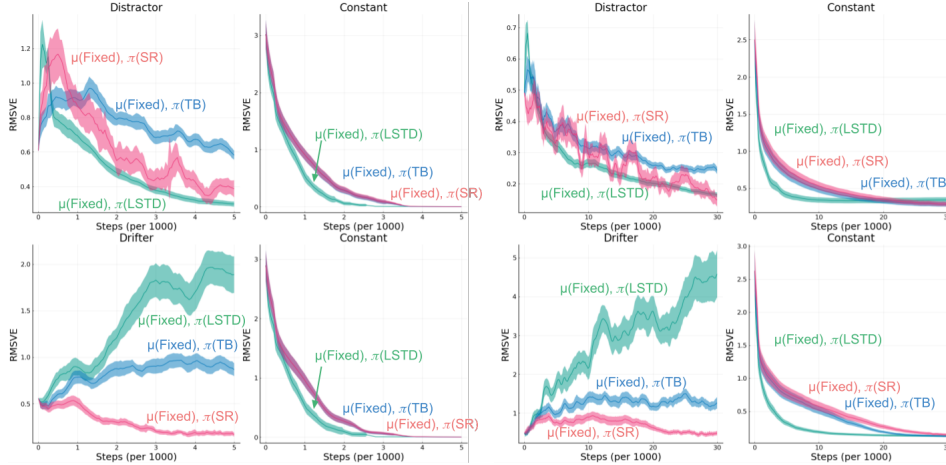 Distractor
RMSVE
1.2
1.0
0.8
0.6
0.4
0
1
2
3
4
5
Steps (per 1000)
μ(Fixed), π(SR)
μ(Fixed), π(TB)
μ(Fixed), π(LSTD)
Constant
RMSVE
3
2
1
0
0
1
2
3
4
5
Steps (per 1000)
μ(Fixed), π(LSTD)
μ(Fixed), π(TB)
μ(Fixed), π(SR)
Distractor
RMSVE
0.7
0.6
0.5
0.4
0.3
0.2
0
10
20
30
Steps (per 1000)
μ(Fixed), π(SR)
μ(Fixed), π(TB)
μ(Fixed), π(LSTD)
Constant
RMSVE
2.5
2.0
1.5
1.0
0.5
0
10
20
30
Steps (per 1000)
μ(Fixed), π(LSTD)
μ(Fixed), π(SR)
μ(Fixed), π(TB)
Drifter
RMSVE
2.0
1.5
1.0
0.5
0
1
2
3
4
5
Steps (per 1000)
μ(Fixed), π(LSTD)
μ(Fixed), π(TB)
μ(Fixed), π(SR)
Constant
RMSVE
3
2
1
0
0
1
2
3
4
5
Steps (per 1000)
μ(Fixed), π(LSTD)
μ(Fixed), π(TB)
μ(Fixed), π(SR)
Drifter
RMSVE
5
4
3
2
1
0
0
10
20
30
Steps (per 1000)
μ(Fixed), π(LSTD)
μ(Fixed), π(TB)
μ(Fixed), π(SR)
Constant
RMSVE
3.0
2.5
2.0
1.5
1.0
0.5
0
10
20
30
Steps (per 1000)
μ(Fixed), π(LSTD)
μ(Fixed), π(SR)
μ(Fixed), π(TB)